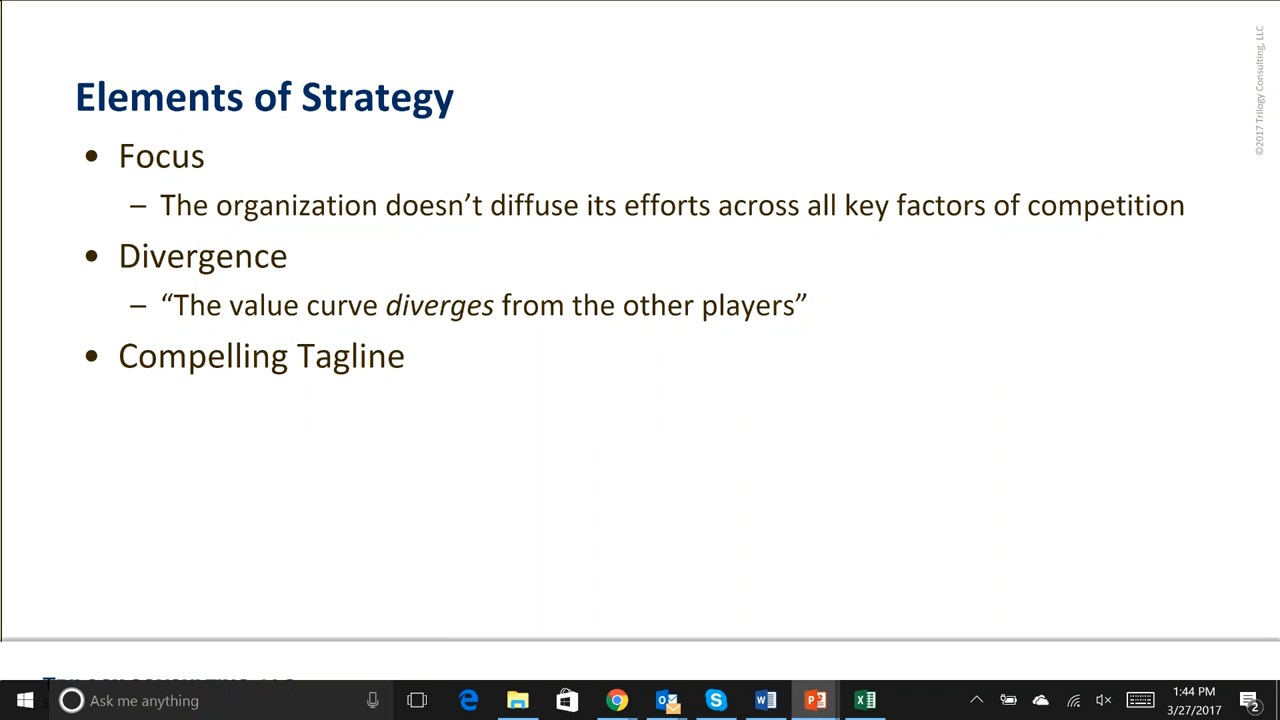 ©2017 Trilogy Consulting, LLC
Elements of Strategy
• Focus
– The organization doesn’t diffuse its efforts across all key factors of competition
• Divergence
– “The value curve diverges from the other players”
• Compelling Tagline
Ask me anything
1:44 PM
3/27/2017
2